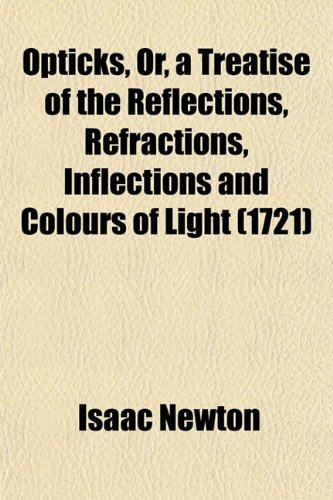 Opticks, Or, a Treatise
of the Reflections,
Refractions,
Inflections and
Colours of Light (1721)
Isaac Newton